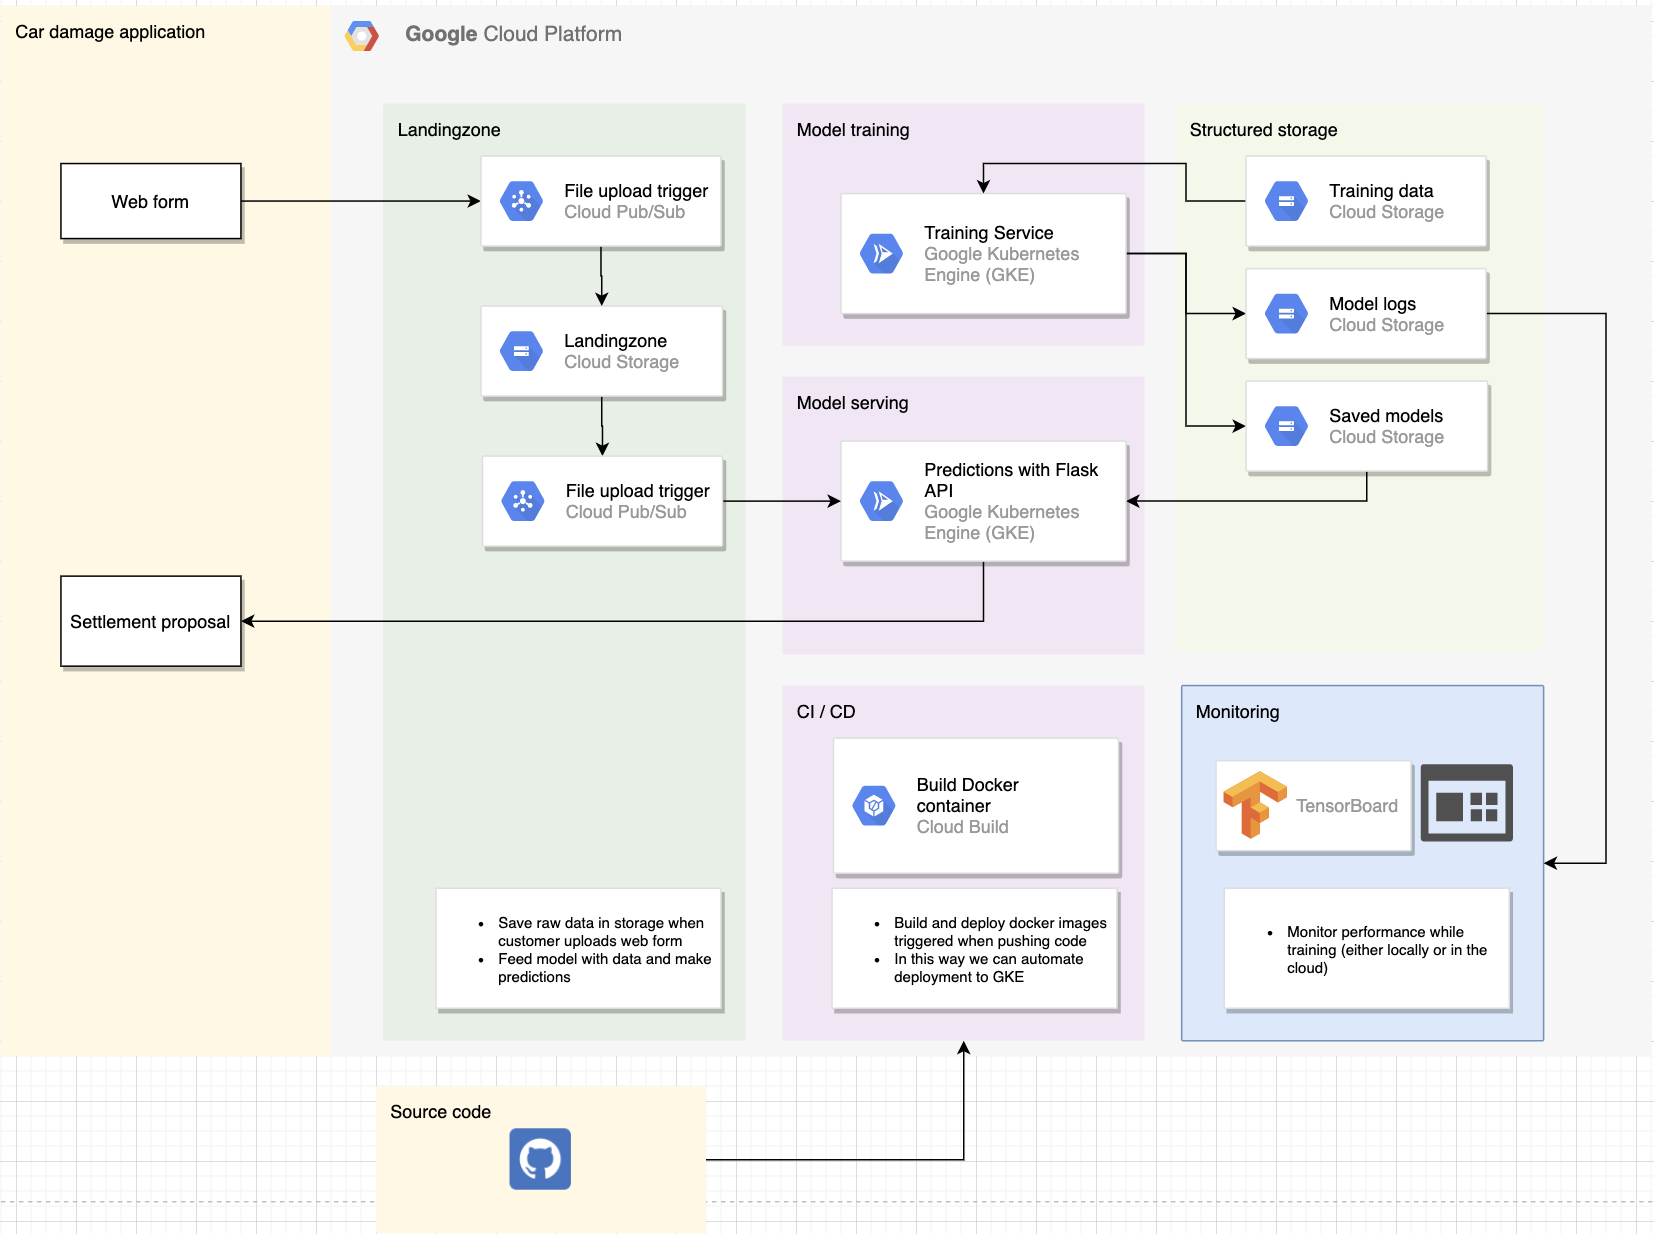 Car damage application
Google Cloud Platform
Web form
Settlement proposal
Landingzone
File upload trigger
Cloud Pub/Sub
Landingzone
Cloud Storage
File upload trigger
Cloud Pub/Sub
• Save raw data in storage when
customer uploads web form
• Feed model with data and make
predictions
Model training
Training Service
Google Kubernetes
Engine (GKE)
Model serving
Predictions with Flask
API
Google Kubernetes
Engine (GKE)
CI / CD
Build Docker
container
Cloud Build
• Build and deploy docker images
triggered when pushing code
• In this way we can automate
deployment to GKE
Structured storage
Training data
Cloud Storage
Model logs
Cloud Storage
Saved models
Cloud Storage
Monitoring
TensorBoard
• Monitor performance while
training (either locally or in the
cloud)
Source code